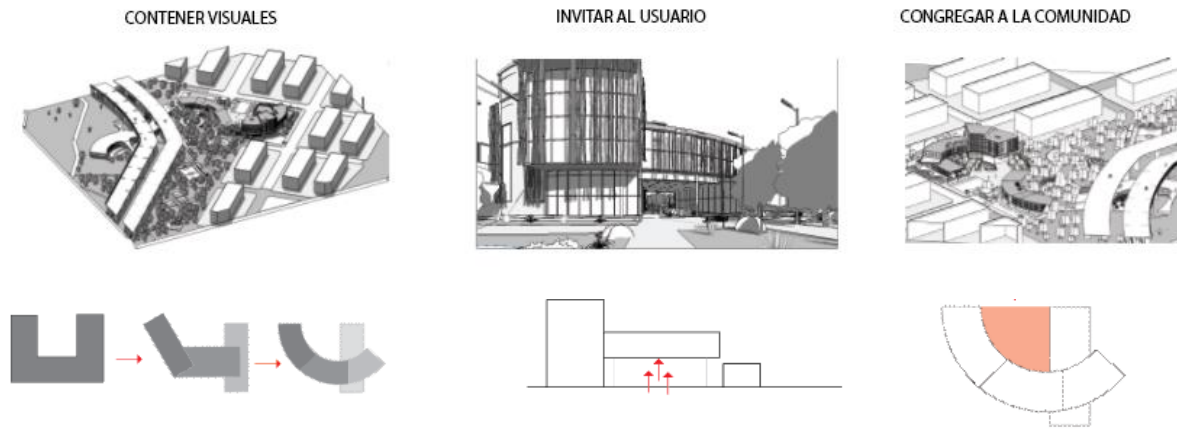 CONTENER VISUALES
INVITAR AL USUARIO
CONGREGAR A LA COMUNIDAD